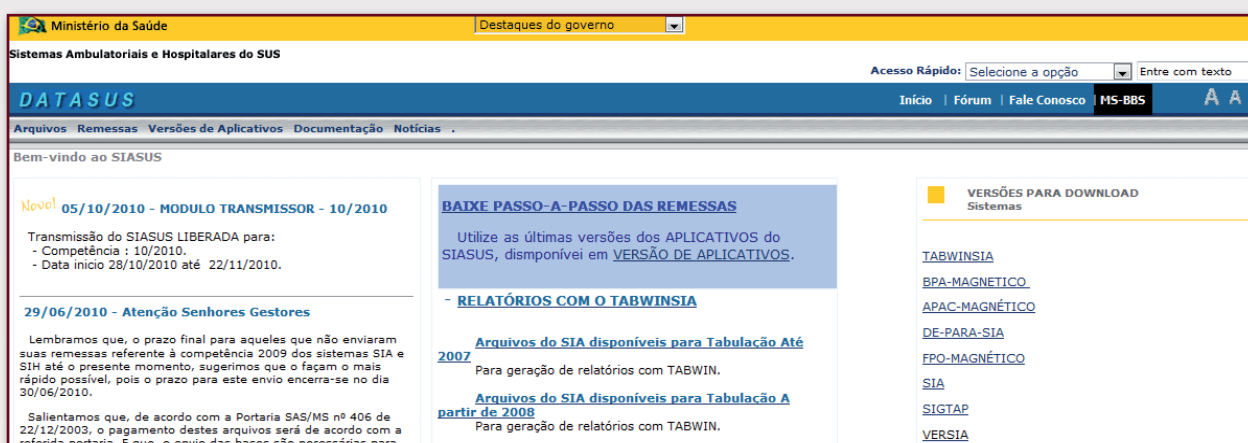 Ministério da Saúde
Destaques do governo
Sistemas Ambulatoriais e Hospitalares do SUS
Acesso Rápido: Selecione a opção Entre com texto
DATASUS
Início | Fórum | Fale Conosco | MS-BBS A A
Arquivos Remessas Versões de Aplicativos Documentação Notícias .
Bem-vindo ao SIASUS
Novo! 05/10/2010 - MODULO TRANSMISSOR - 10/2010
Transmissão do SIASUS LIBERADA para:
- Competência : 10/2010.
- Data inicio 28/10/2010 até 22/11/2010.
29/06/2010 - Atenção Senhores Gestores
Lembramos que, o prazo final para aqueles que não enviaram
suas remessas referente à competência 2009 dos sistemas SIA e
SIH até o presente momento, sugerimos que o façam o mais
rápido possível, pois o prazo para este envio encerra-se no dia
30/06/2010.
Salientamos que, de acordo com a Portaria SAS/MS nº 406 de
22/12/2003, o pagamento destes arquivos será de acordo com a
referida portaria. E que, o envio das bases são necessárias para
BAIXE PASSO-A-PASSO DAS REMESSAS
Utilize as últimas versões dos APLICATIVOS do
SIASUS, dismponívei em VERSÃO DE APLICATIVOS.
- RELATÓRIOS COM O TABWINSIA
Arquivos do SIA disponíveis para Tabulação Até
2007
Para geração de relatórios com TABWIN.
Arquivos do SIA disponíveis para Tabulação A
partir de 2008
Para geração de relatórios com TABWIN.
VERSÕES PARA DOWNLOAD
Sistemas
TABWINSIA
BPA-MAGNETICO
APAC-MAGNÉTICO
DE-PARA-SIA
FPO-MAGNÉTICO
SIA
SIGTAP
VERSIA